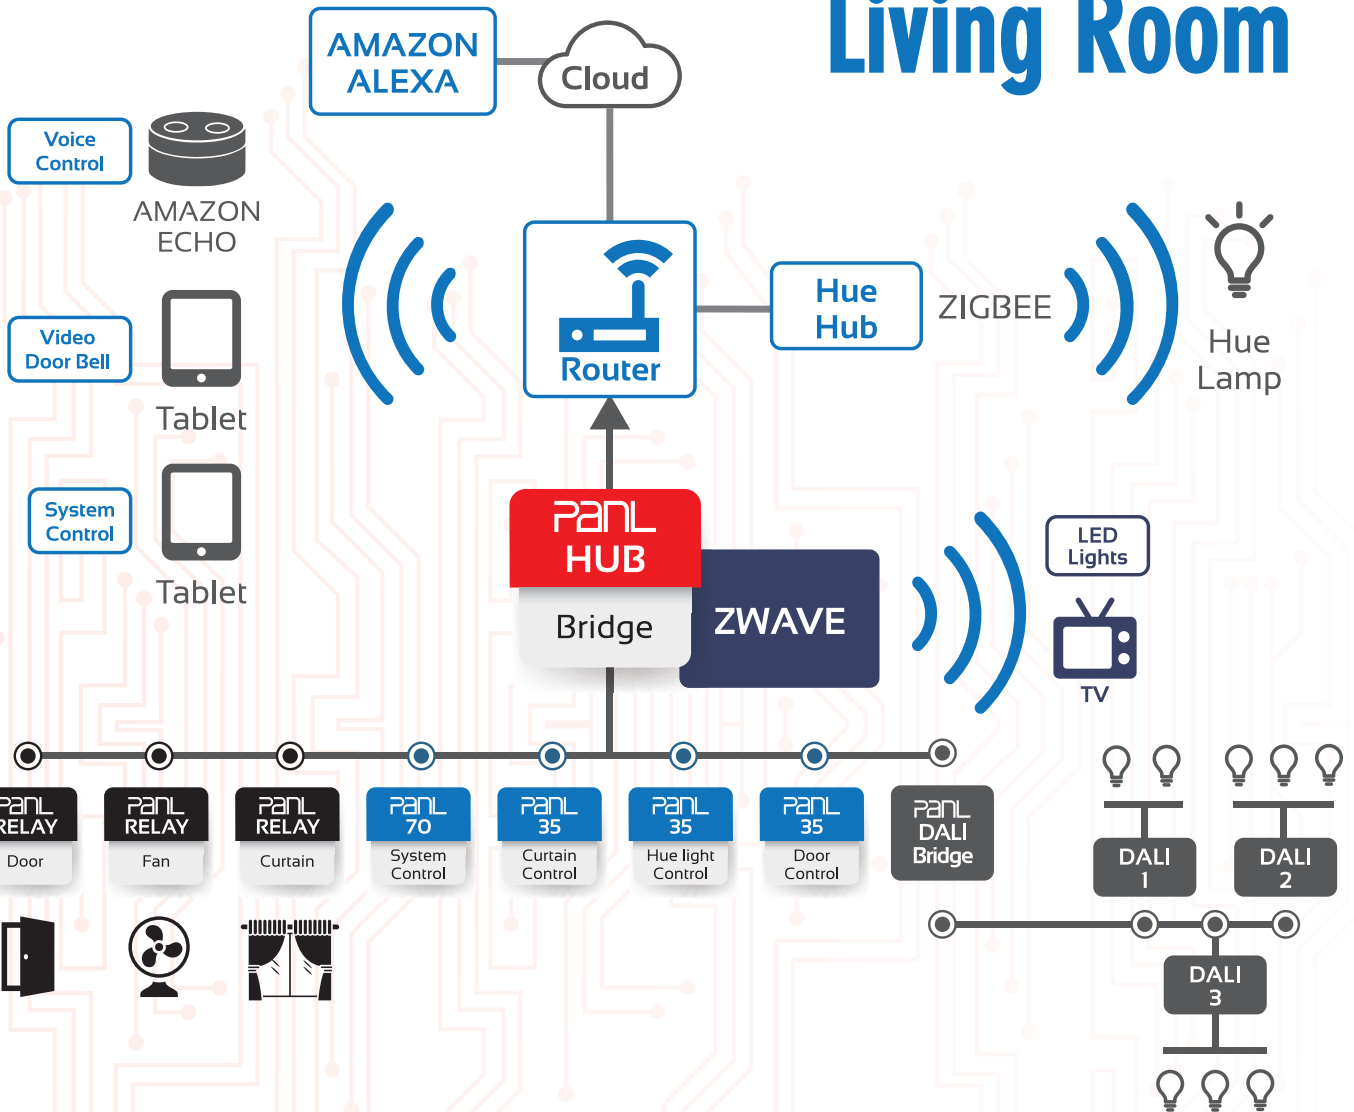 Living Room
AMAZON
ALEXA
Cloud
Voice
Control
AMAZON
ECHO
Video
Door Bell
Tablet
System
Control
Tablet
Router
Hue
Hub
ZIGBEE
Hue
Lamp
PanL
HUB
Bridge
ZWAVE
LED
Lights
TV
PanL
RELAY
Door
PanL
RELAY
Fan
PanL
RELAY
Curtain
PanL
70
System
Control
PanL
35
Curtain
Control
PanL
35
Hue light
Control
PanL
35
Door
Control
PanL
DALI
Bridge
DALI
1
DALI
2
DALI
3